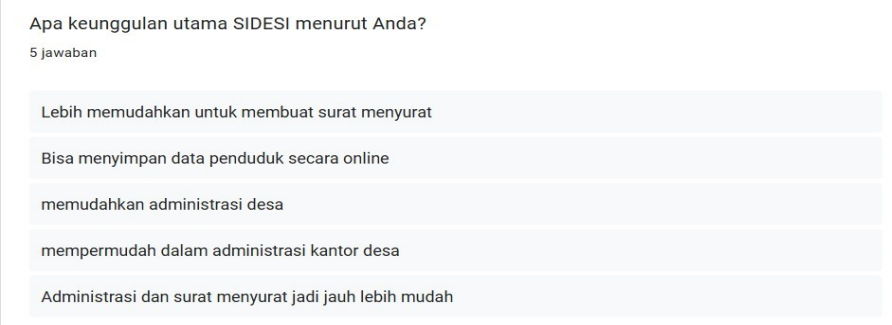 Apa keunggulan utama SIDESI menurut Anda?
5 jawaban
Lebih memudahkan untuk membuat surat menyurat
Bisa menyimpan data penduduk secara online
memudahkan administrasi desa
mempermudah dalam administrasi kantor desa
Administrasi dan surat menyurat jadi jauh lebih mudah